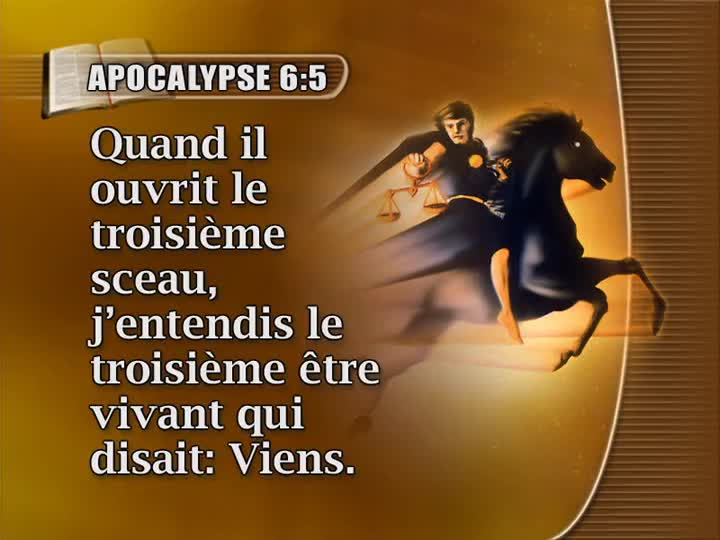 APOCALYPSE 6:5
Quand il
ouvrit le
troisième
sceau,
j’entendis le
troisième être
vivant qui
disait: Viens.